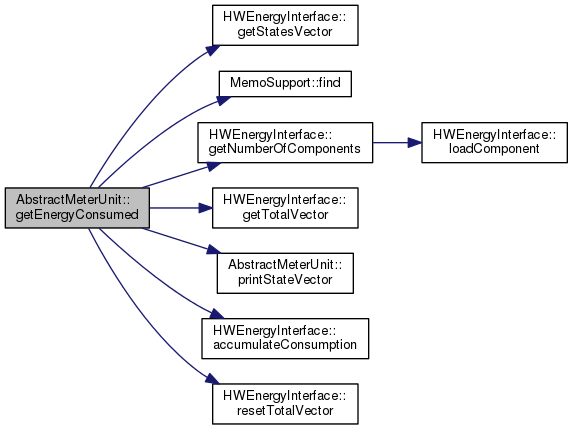 HWEnergyInterface::
getStatesVector
MemoSupport::find
HWEnergyInterface::
getNumberOfComponents
HWEnergyInterface::
loadComponent
AbstractMeterUnit::
getEnergyConsumed
HWEnergyInterface::
getTotalVector
AbstractMeterUnit::
printStateVector
HWEnergyInterface::
accumulateConsumption
HWEnergyInterface::
resetTotalVector